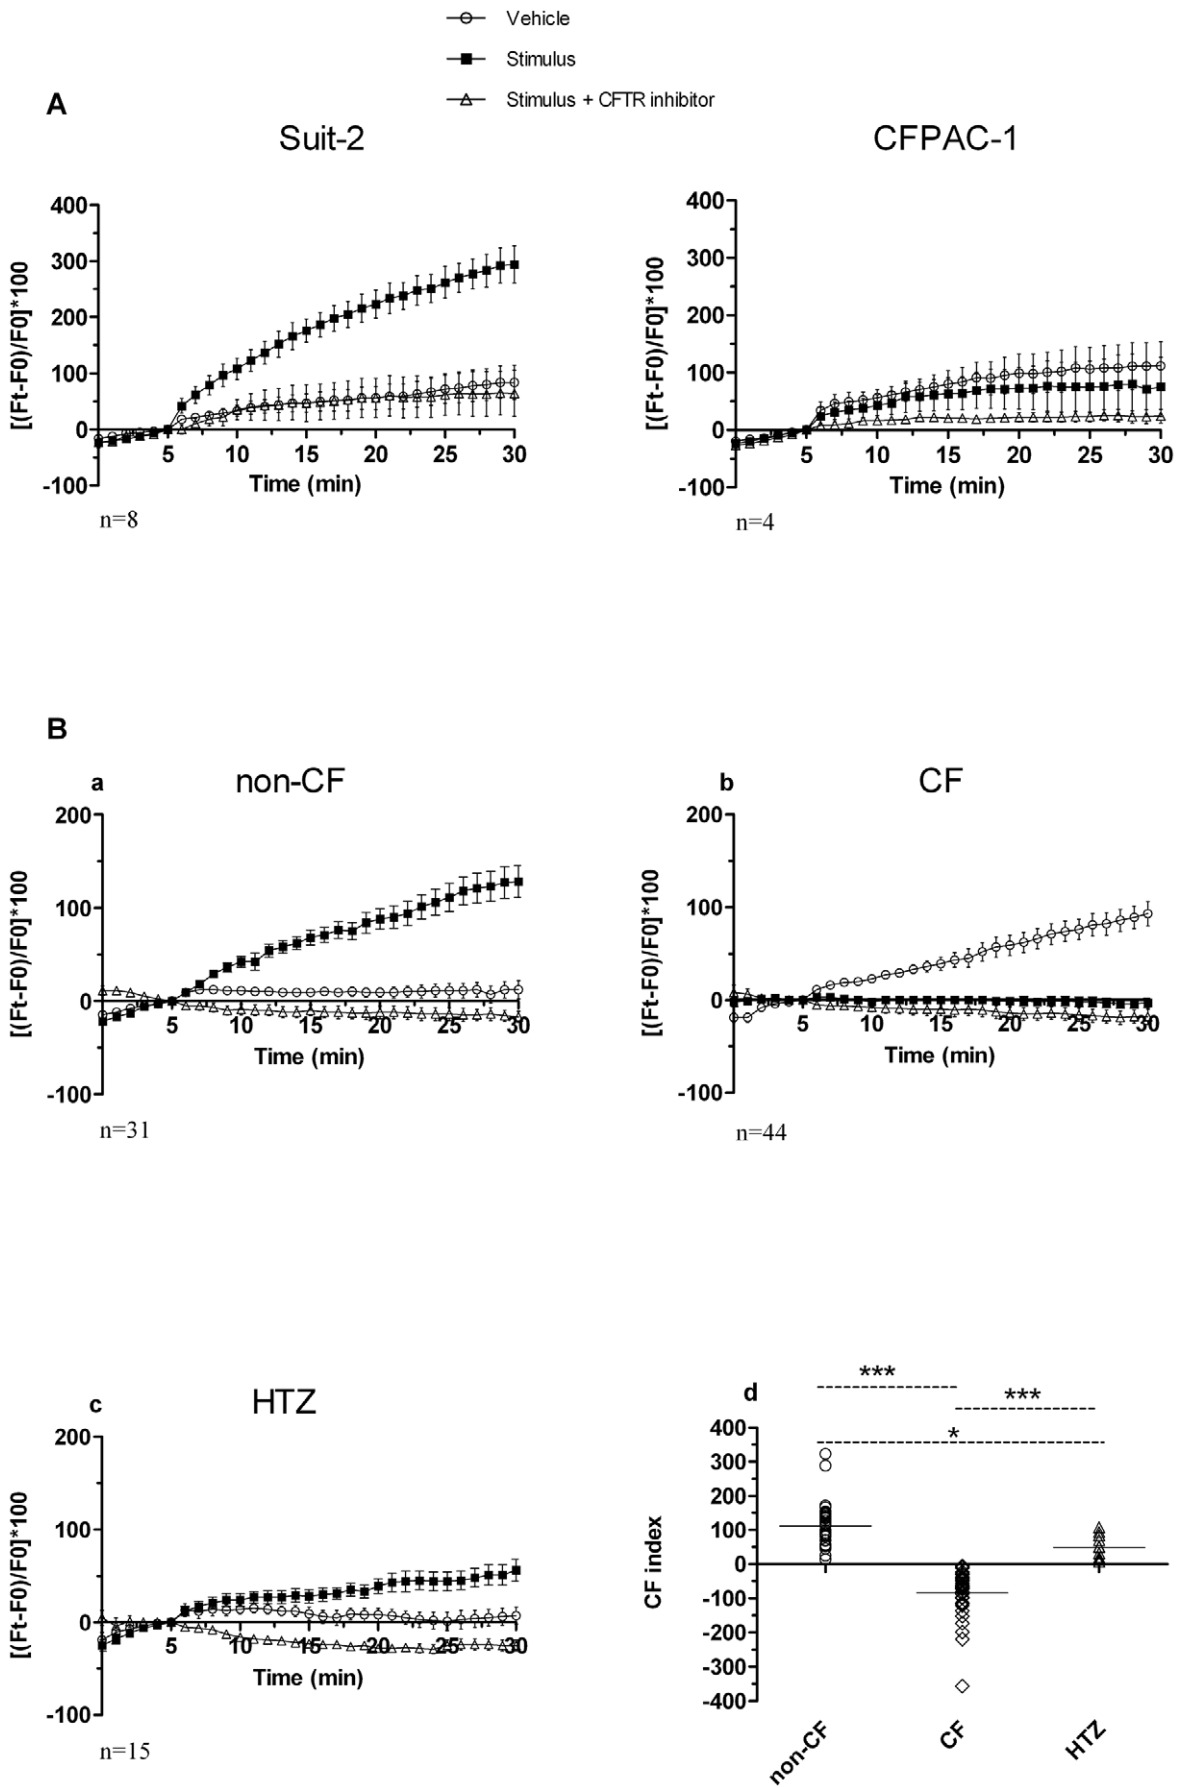 Vehicle
Stimulus
Stimulus + CFTR inhibitor
A
Suit-2
CFPAC-1
[(Ft-F0)/F0]*100
400
300
200
100
0
-100
5
10
15
20
25
30
Time (min)
n=8
[(Ft-F0)/F0]*100
400
300
200
100
0
-100
5
10
15
20
25
30
Time (min)
n=4
B
a
non-CF
[(Ft-F0)/F0]*100
200
100
0
-100
5
10
15
20
25
30
Time (min)
n=31
b
CF
[(Ft-F0)/F0]*100
200
100
0
-100
5
10
15
20
25
30
Time (min)
n=44
c
HTZ
[(Ft-F0)/F0]*100
200
100
0
-100
5
10
15
20
25
30
Time (min)
n=15
d
***
***
*
CF index
400
300
200
100
0
-100
-200
-300
-400
non-CF
CF
HTZ